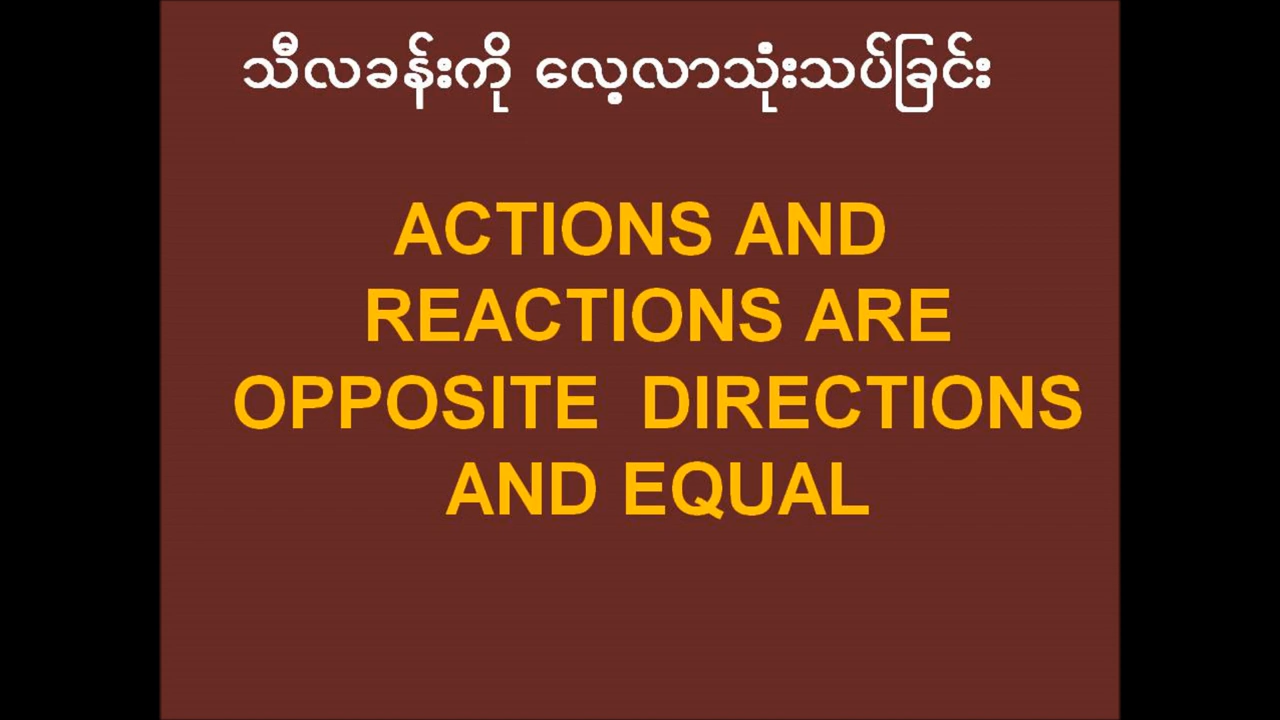 သီလခန်းကို လေ့လာသုံးသပ်ခြင်း
ACTIONS AND
REACTIONS ARE
OPPOSITE DIRECTIONS
AND EQUAL